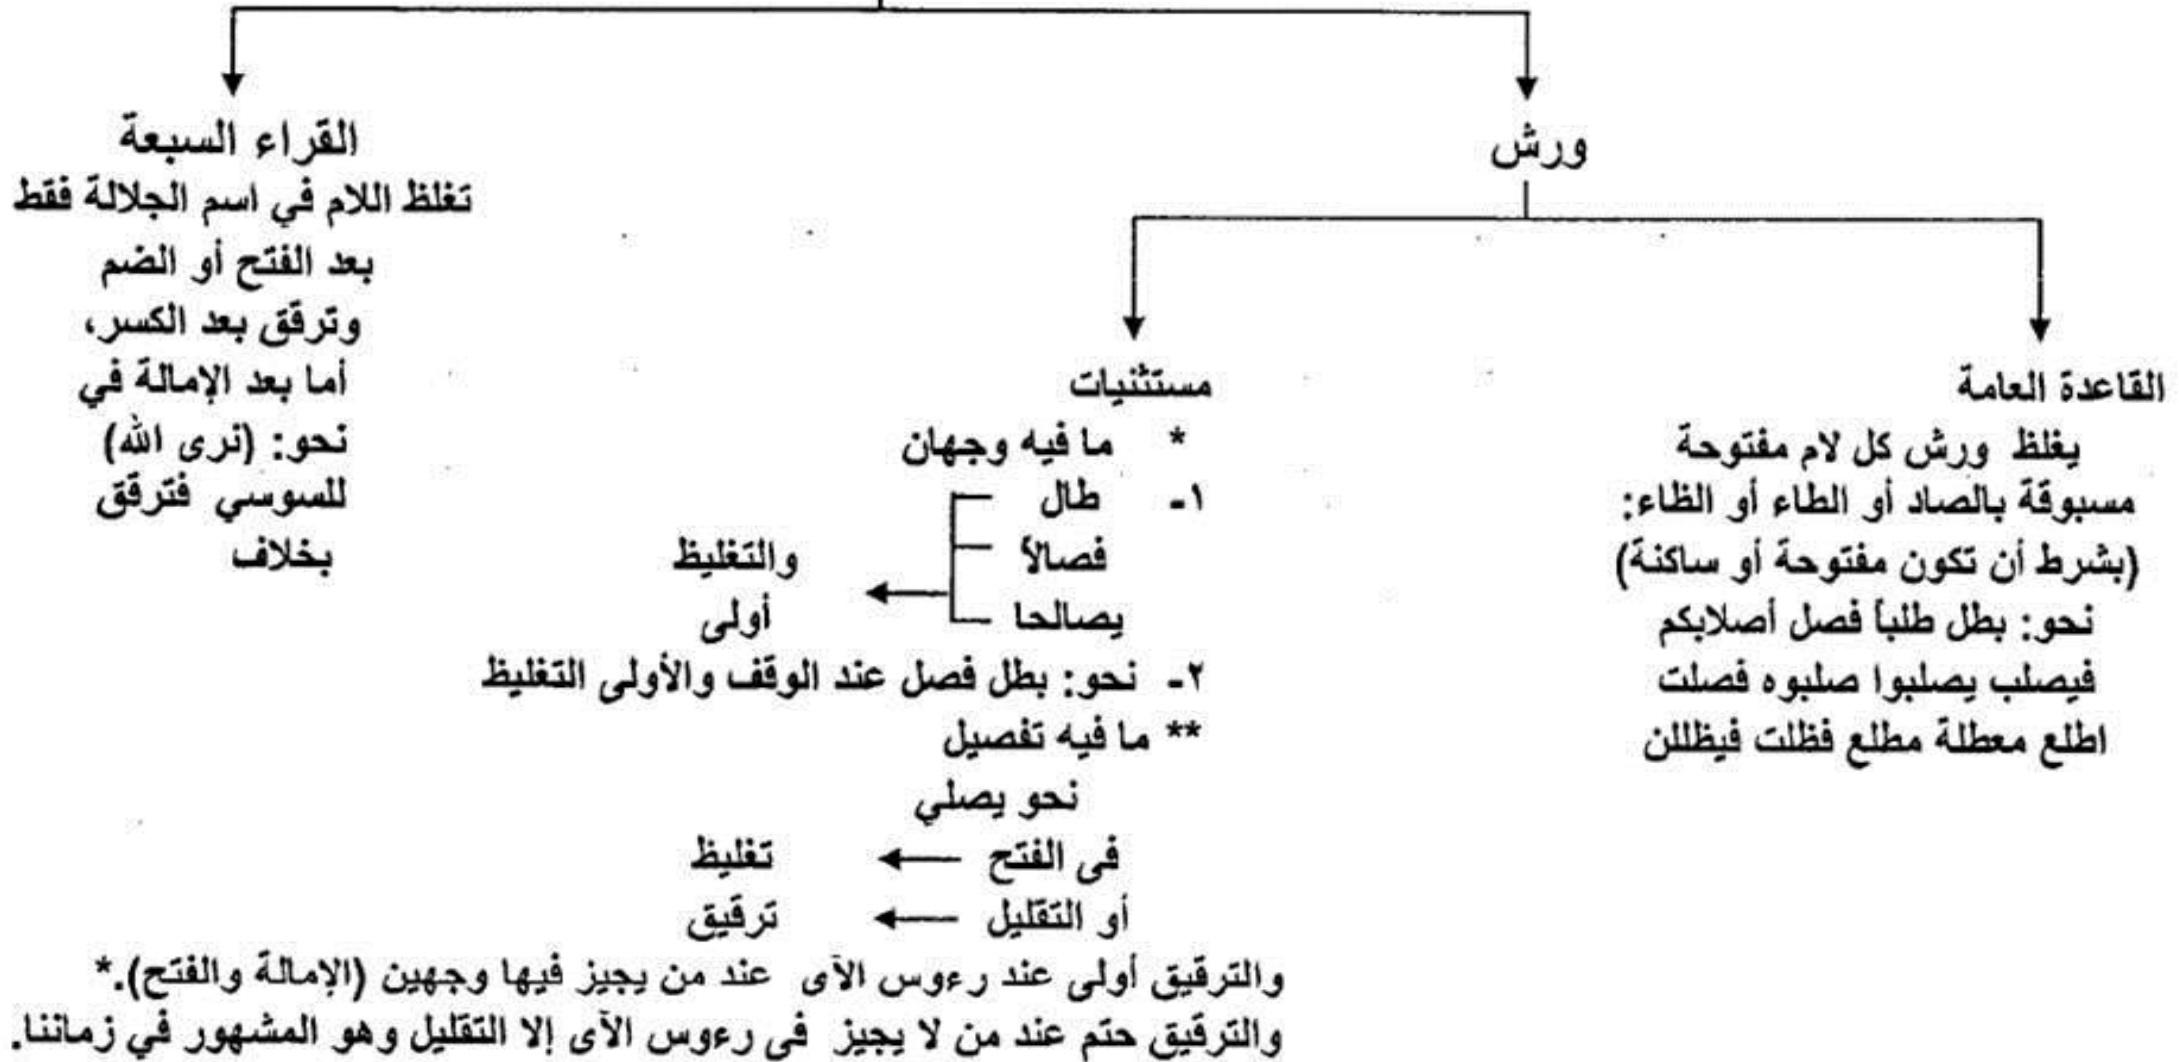 ورش
القاعدة العامة
يغلظ ورش كل لام مفتوحة
مسبوقة بالصاد أو الطاء أو الظاء:
(بشرط أن تكون مفتوحة أو ساكنة)
نحو: بطل طلباً فصل أصلابكم
فيصلب يصلبوا صلبوه فصلت
اطلع معطلة مطلع فظلت فيظللن
مستثنيات
* ما فيه وجهان
١- طال
فصالاً
يصالحا
والتغليظ
أولى
٢- نحو: بطل فصل عند الوقف والأولى التغليظ
** ما فيه تفصيل
نحو يصلي
فى الفتح ← تغليظ
أو التقليل ← ترقيق
والترقيق أولى عند رءوس الآى عند من يجيز فيها وجهين (الإمالة والفتح).*
والترقيق حتم عند من لا يجيز فى رءوس الآى إلا التقليل وهو المشهور في زماننا.
القراء السبعة
تغلظ اللام في اسم الجلالة فقط
بعد الفتح أو الضم
وترقق بعد الكسر،
أما بعد الإمالة في
نحو: (نرى الله)
للسوسي فترقق
بخلاف